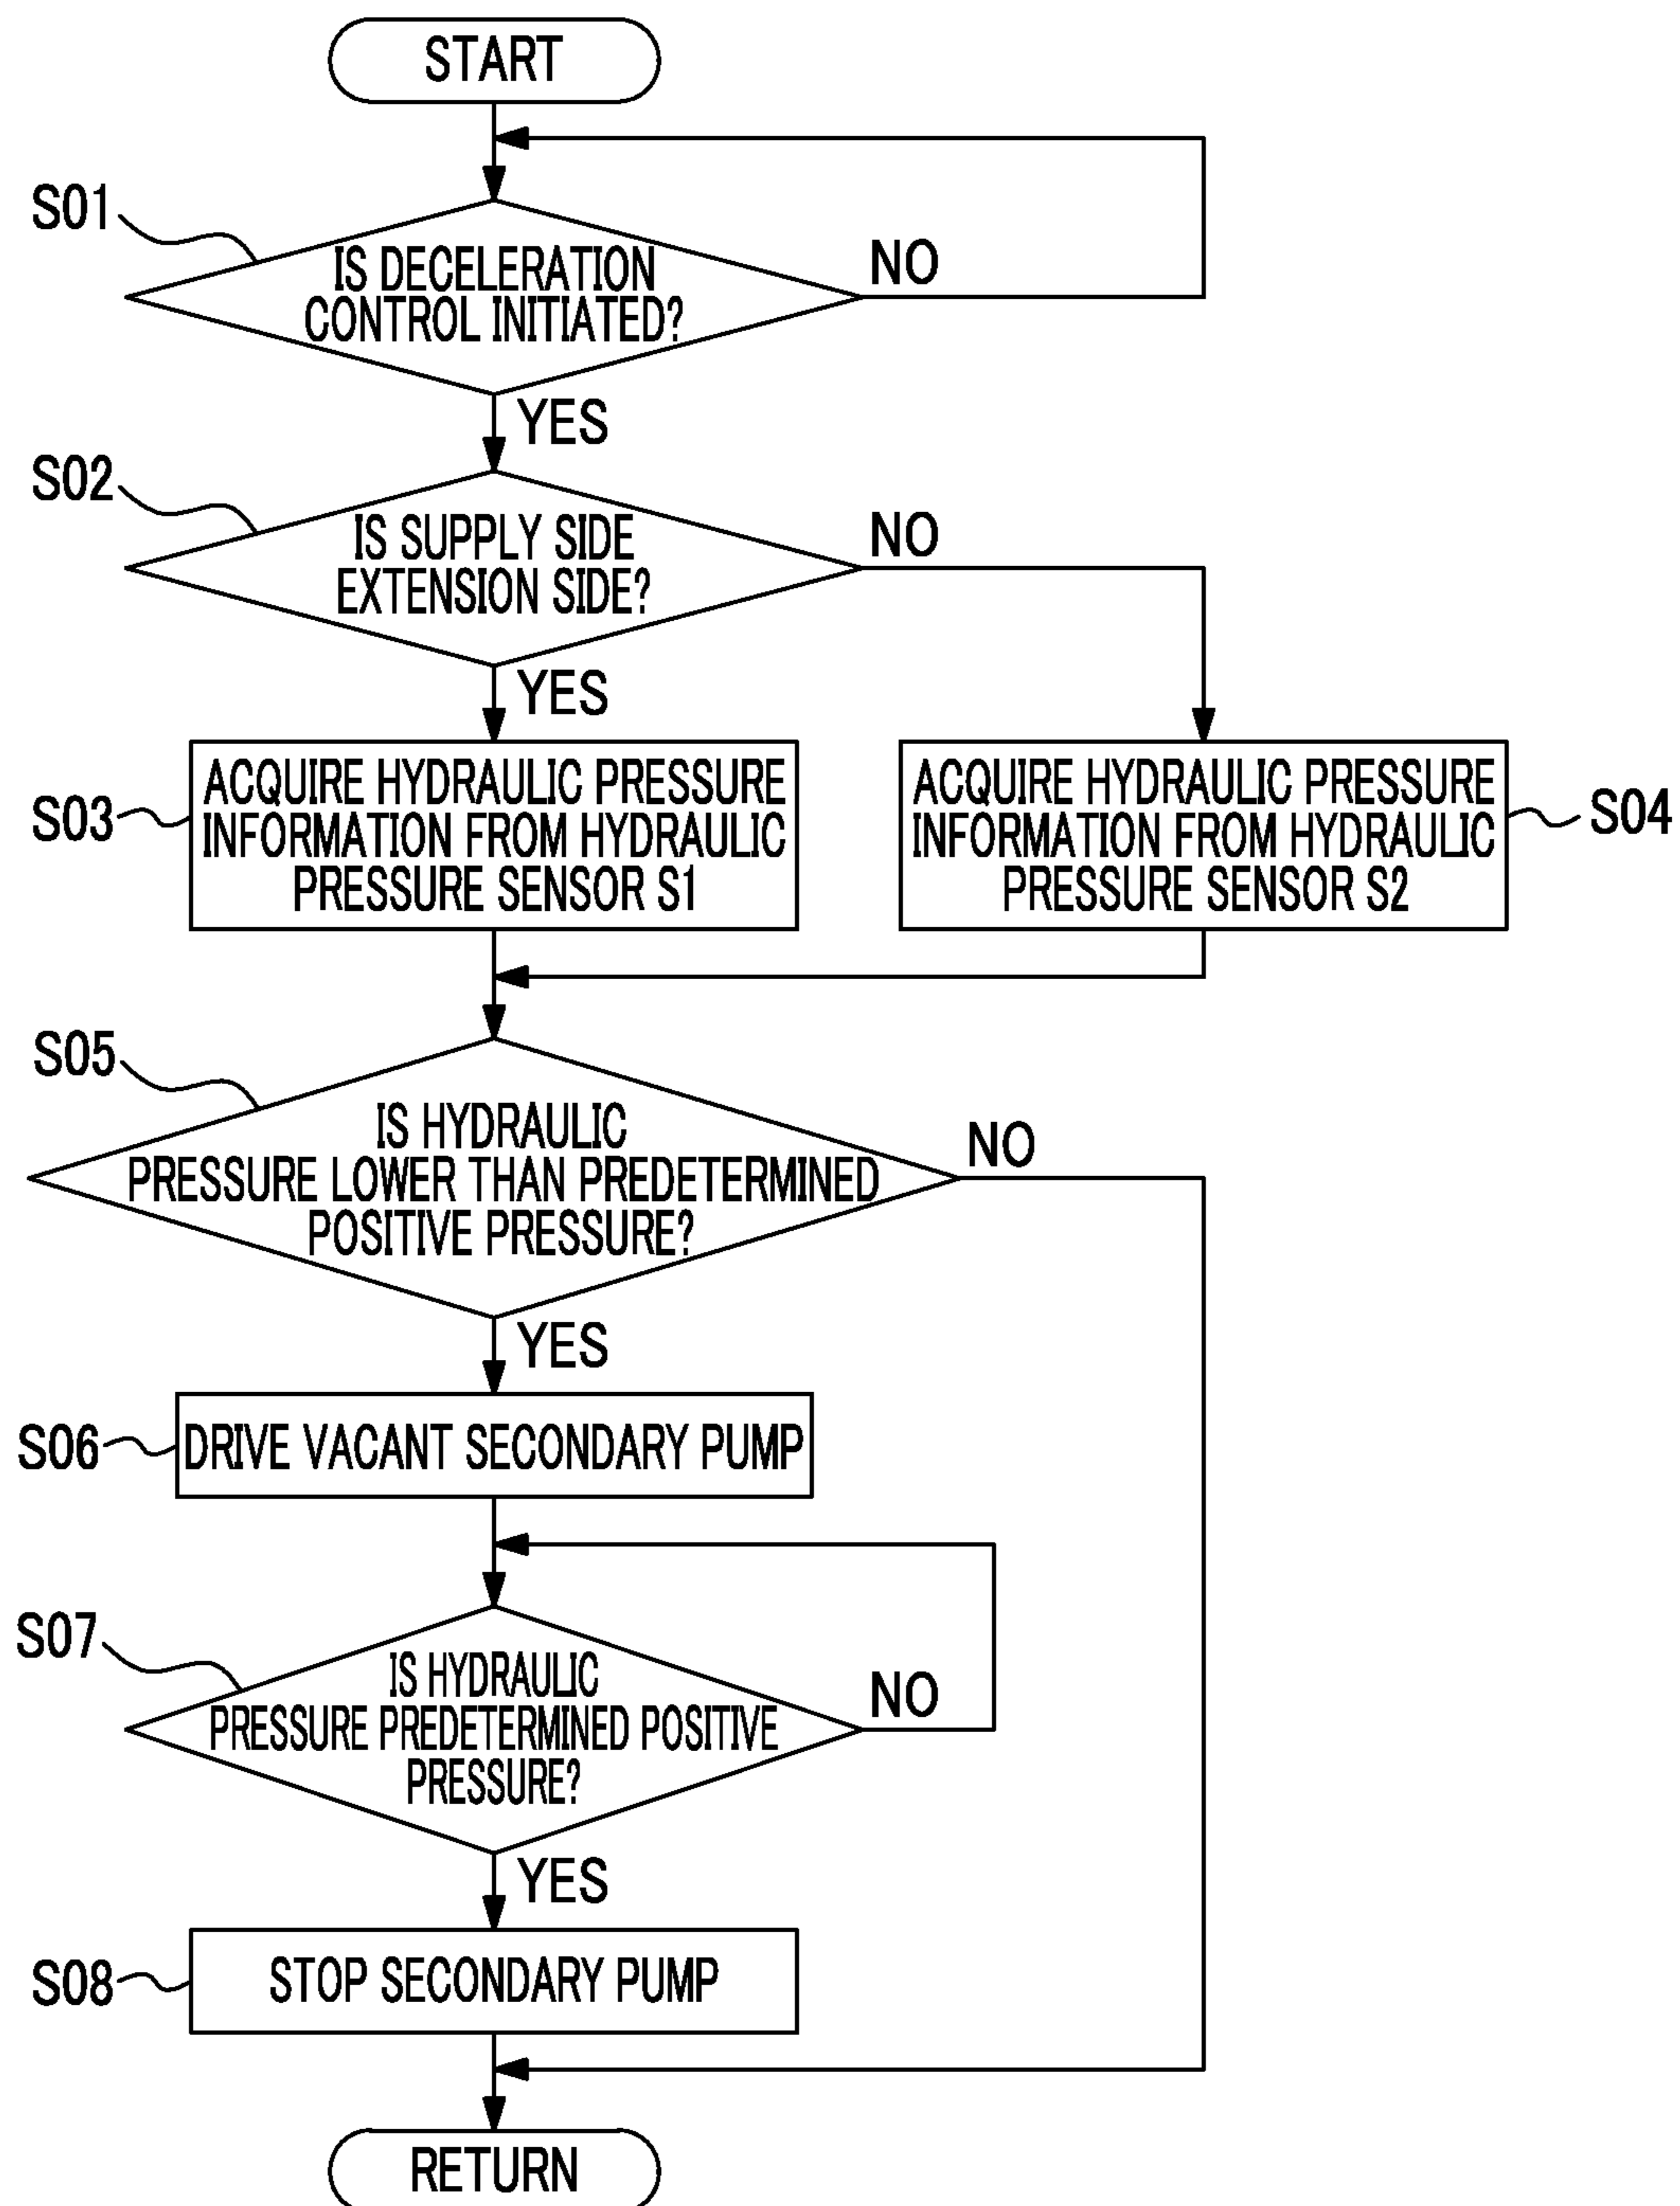 START
S01
IS DECELERATION
CONTROL INITIATED?
NO
YES
S02
IS SUPPLY SIDE
EXTENSION SIDE?
NO
YES
S03
ACQUIRE HYDRAULIC PRESSURE
INFORMATION FROM HYDRAULIC
PRESSURE SENSOR S1
ACQUIRE HYDRAULIC PRESSURE
INFORMATION FROM HYDRAULIC
PRESSURE SENSOR S2
S04
S05
IS HYDRAULIC
PRESSURE LOWER THAN PREDETERMINED
POSITIVE PRESSURE?
NO
YES
S06
DRIVE VACANT SECONDARY PUMP
S07
IS HYDRAULIC
PRESSURE PREDETERMINED POSITIVE
PRESSURE?
NO
YES
S08
STOP SECONDARY PUMP
RETURN